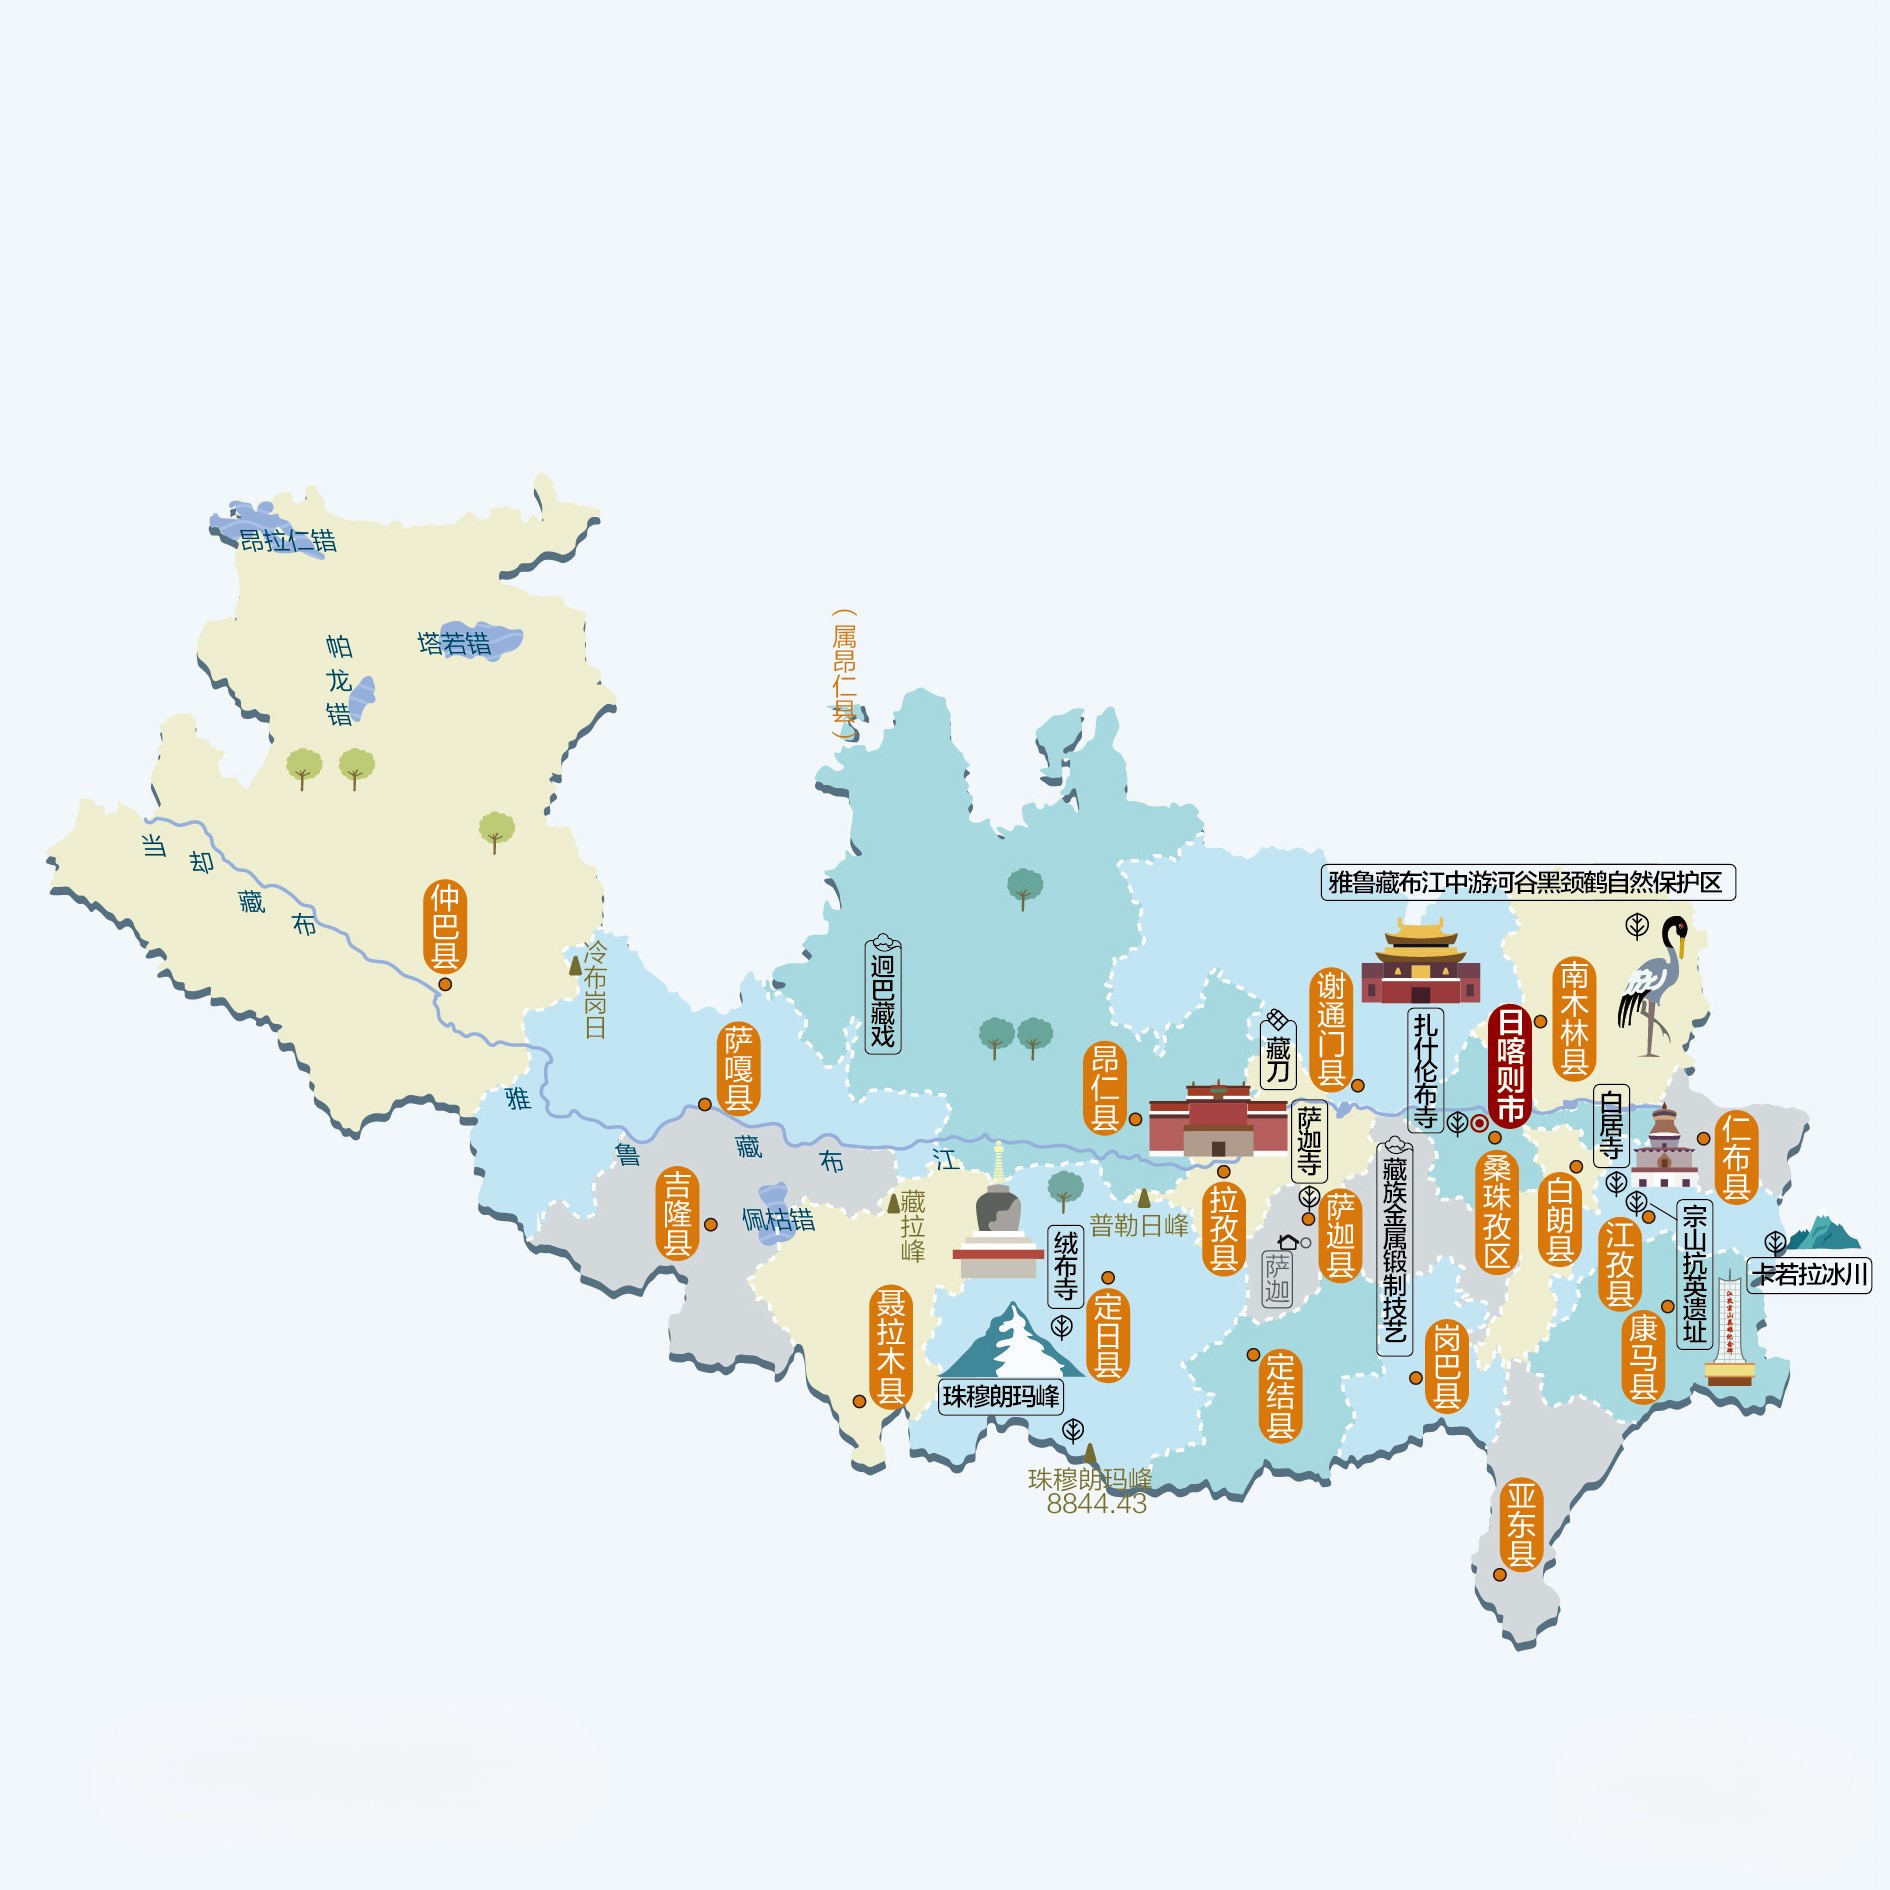 昂拉仁错
塔若错
帕龙错
（属昂仁县）
当却藏布
仲巴县
冷布岗日
雅鲁藏布江
萨嘎县
吉隆县
佩枯错
藏拉峰
聂拉木县
迥巴藏戏
昂仁县
绒布寺
定日县
珠穆朗玛峰
珠穆朗玛峰
8844.43
普勒日峰
拉孜县
藏刀
萨迦寺
萨迦县
萨迦
定结县
谢通门县
雅鲁藏布江中游河谷黑颈鹤自然保护区
扎什伦布寺
日喀则市
南木林县
藏族金属锻制技艺
桑珠孜区
白朗县
白居寺
仁布县
江孜县
宗山抗英遗址
卡若拉冰川
康马县
岗巴县
亚东县